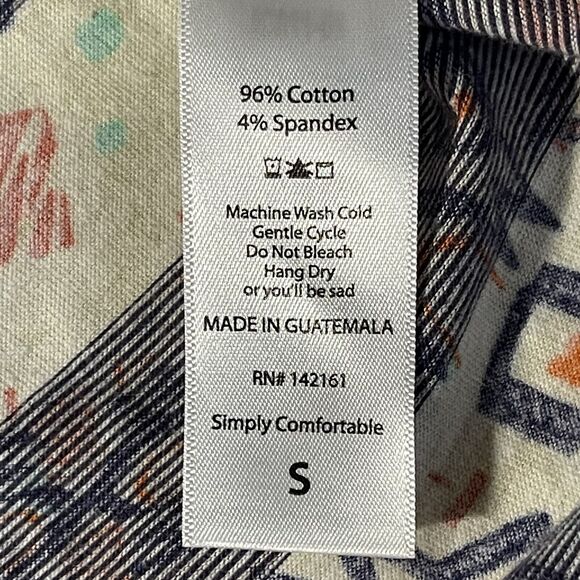 96% Cotton
4% Spandex
Machine Wash Cold
Gentle Cycle
Do Not Bleach
Hang Dry
or you'll be sad
MADE IN GUATEMALA
RN# 142161
Simply Comfortable
S